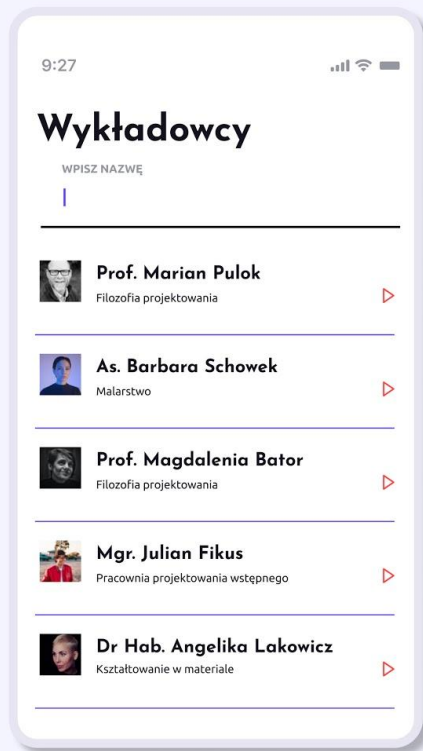 9:27
Wykładowcy
WPISZ NAZWĘ
Prof. Marian Pulok
Filozofia projektowania
As. Barbara Schowek
Malarstwo
Prof. Magdalenia Bator
Filozofia projektowania
Mgr. Julian Fikus
Pracownia projektowania wstępnego
Dr Hab. Angelika Lakowicz
Kształtowanie w materiale